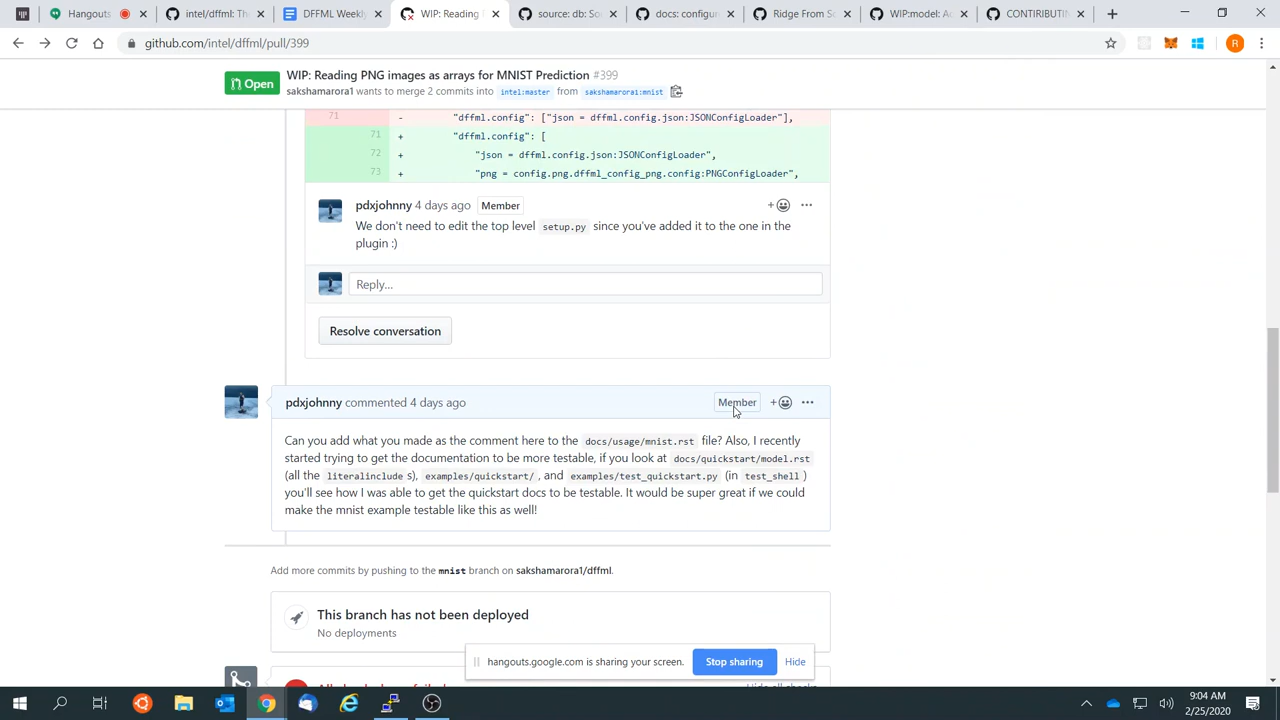 Hangouts
intel/dffml: Th
DFFML Weekly
WIP: Reading
source: db: So
docs: configu
Ridge From Sc
WIP:model: Ac
CONTRIBUTIN
github.com/intel/dffml/pull/399
R
Open
WIP: Reading PNG images as arrays for MNIST Prediction #399
sakshamarora1 wants to merge 2 commits into intel:master from sakshamarora1:mnist
71 - "dffml.config": ["json = dffml.config.json:JSONConfigLoader"],
71 + "dffml.config": [
72 + "json = dffml.config.json:JSONConfigLoader",
73 + "png = config.png.dffml_config_png.config:PNGConfigLoader",
pdxjohnny 4 days ago Member
We don't need to edit the top level setup.py since you've added it to the one in the
plugin :)
Reply...
Resolve conversation
pdxjohnny commented 4 days ago Member
Can you add what you made as the comment here to the docs/usage/mnist.rst file? Also, I recently
started trying to get the documentation to be more testable, if you look at docs/quickstart/model.rst
(all the literalinclude s), examples/quickstart/ , and examples/test_quickstart.py (in test_shell )
you'll see how I was able to get the quickstart docs to be testable. It would be super great if we could
make the mnist example testable like this as well!
Add more commits by pushing to the mnist branch on sakshamarora1/dffml.
This branch has not been deployed
No deployments
hangouts.google.com is sharing your screen.
Stop sharing
Hide
9:04 AM
2/25/2020